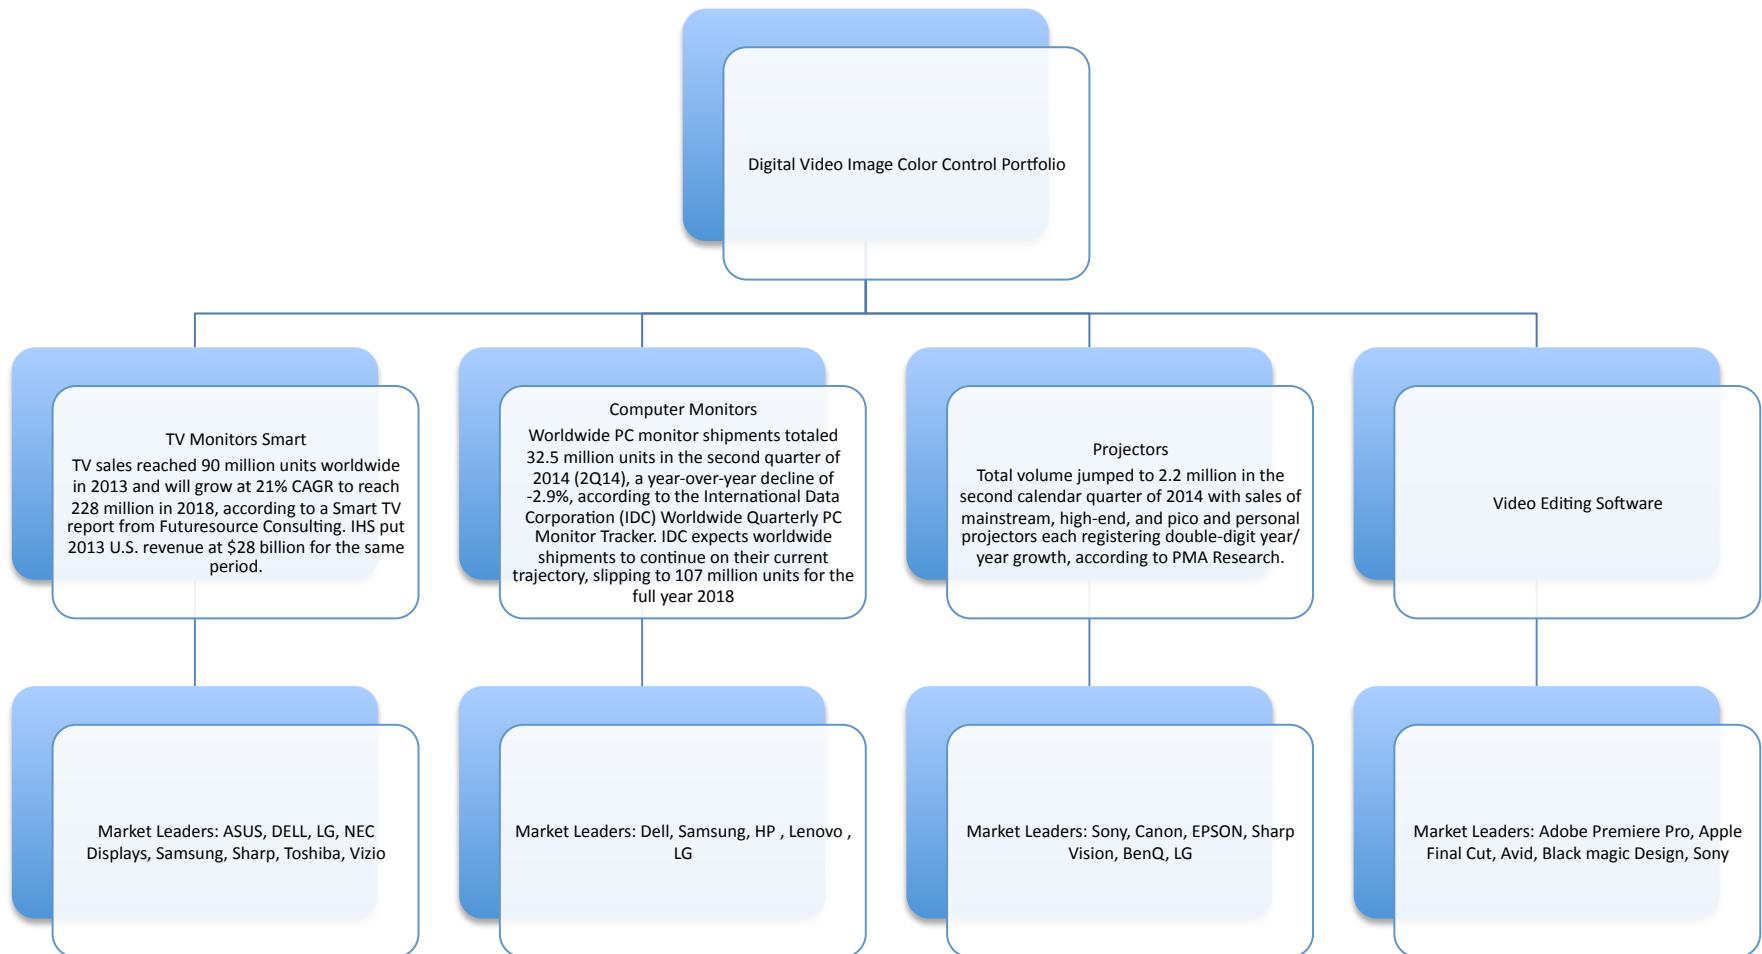 Digital Video Image Color Control Portfolio
TV Monitors Smart
TV sales reached 90 million units worldwide
in 2013 and will grow at 21% CAGR to reach
228 million in 2018, according to a Smart TV
report from Futuresource Consulting. IHS put
2013 U.S. revenue at $28 billion for the same
period.
Computer Monitors
Worldwide PC monitor shipments totaled
32.5 million units in the second quarter of
2014 (2Q14), a year-over-year decline of
-2.9%, according to the International Data
Corporation (IDC) Worldwide Quarterly PC
Monitor Tracker. IDC expects worldwide
shipments to continue on their current
trajectory, slipping to 107 million units for the
full year 2018
Projectors
Total volume jumped to 2.2 million in the
second calendar quarter of 2014 with sales of
mainstream, high-end, and pico and personal
projectors each registering double-digit year/
year growth, according to PMA Research.
Video Editing Software
Market Leaders: ASUS, DELL, LG, NEC
Displays, Samsung, Sharp, Toshiba, Vizio
Market Leaders: Dell, Samsung, HP , Lenovo ,
LG
Market Leaders: Sony, Canon, EPSON, Sharp
Vision, BenQ, LG
Market Leaders: Adobe Premiere Pro, Apple
Final Cut, Avid, Black magic Design, Sony